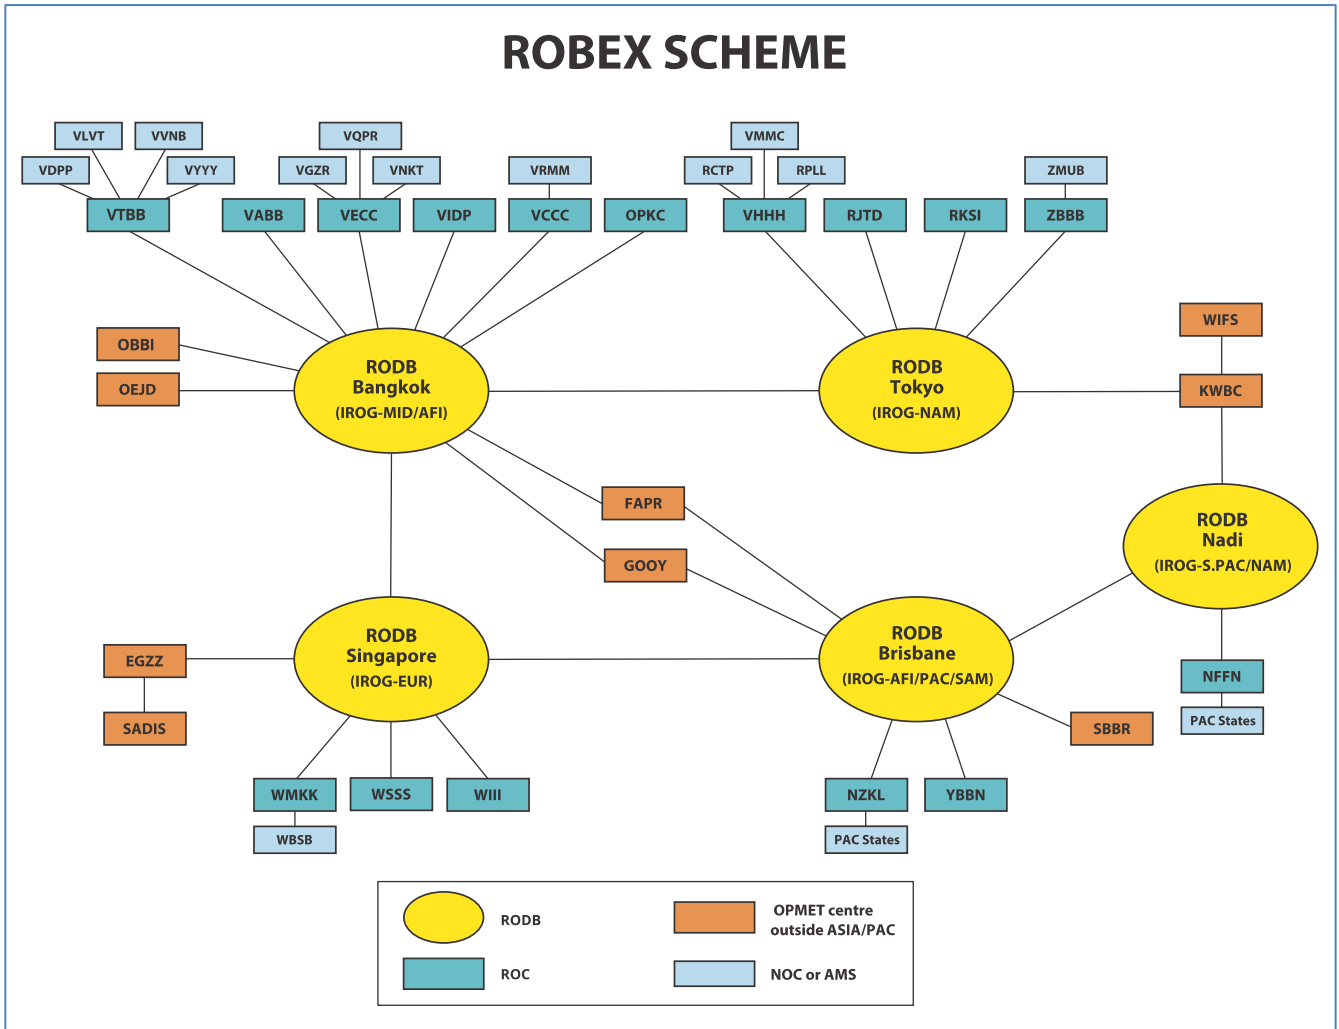 ROBEX SCHEME
VLVT
VVNB
VQPR
VMMC
VDPP
VYYY
VGZR
VNKT
VRMM
RCTP
RPLL
ZMUB
VTBB
VABB
VECC
VIDP
VCCC
OPKC
VHHH
RJTD
RKSI
ZBBB
WIFS
OBBI
OEJD
RODB
Bangkok
(IROG-MID/AFI)
RODB
Tokyo
(IROG-NAM)
KWBC
FAPR
GOOY
RODB
Nadi
(IROG-S.PAC/NAM)
EGZZ
SADIS
RODB
Singapore
(IROG-EUR)
RODB
Brisbane
(IROG-AFI/PAC/SAM)
NFFN
PAC States
SBBR
WMKK
WSSS
WIII
NZKL
YBBN
WBSB
PAC States
RODB
OPMET centre
outside ASIA/PAC
ROC
NOC or AMS